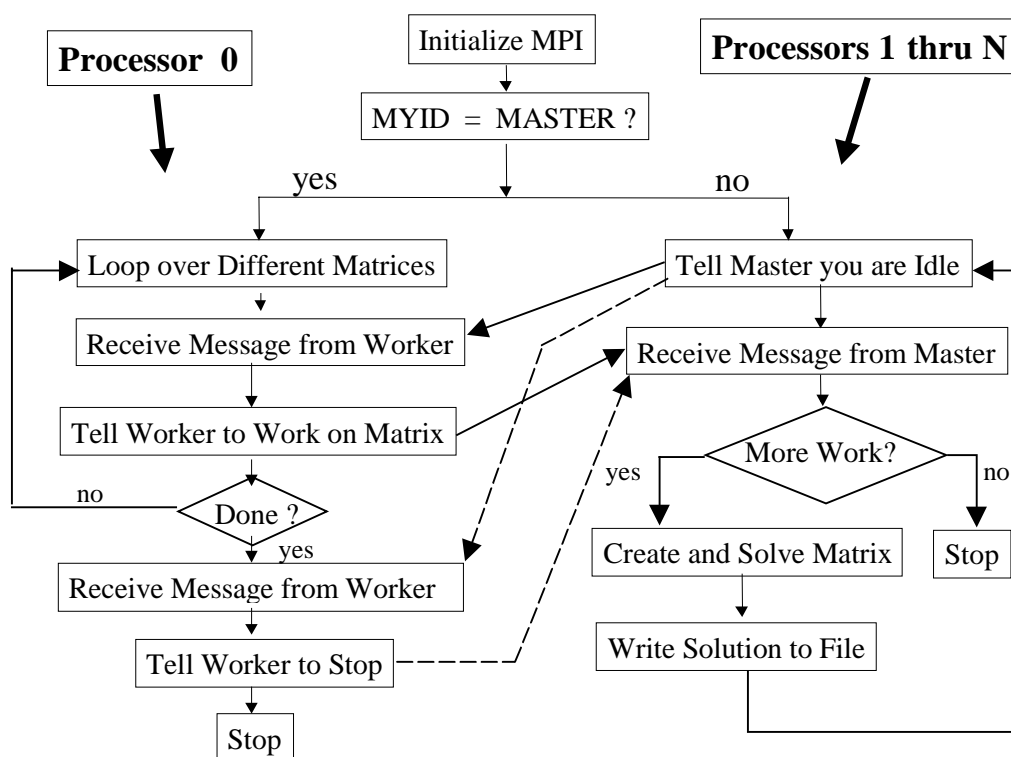 Initialize MPI
Processor 0
Processors 1 thru N
MYID = MASTER ?
yes
no
Loop over Different Matrices
Tell Master you are Idle
Receive Message from Worker
Receive Message from Master
Tell Worker to Work on Matrix
More Work?
yes
no
no
Done ?
yes
Create and Solve Matrix
Stop
Receive Message from Worker
Write Solution to File
Tell Worker to Stop
Stop